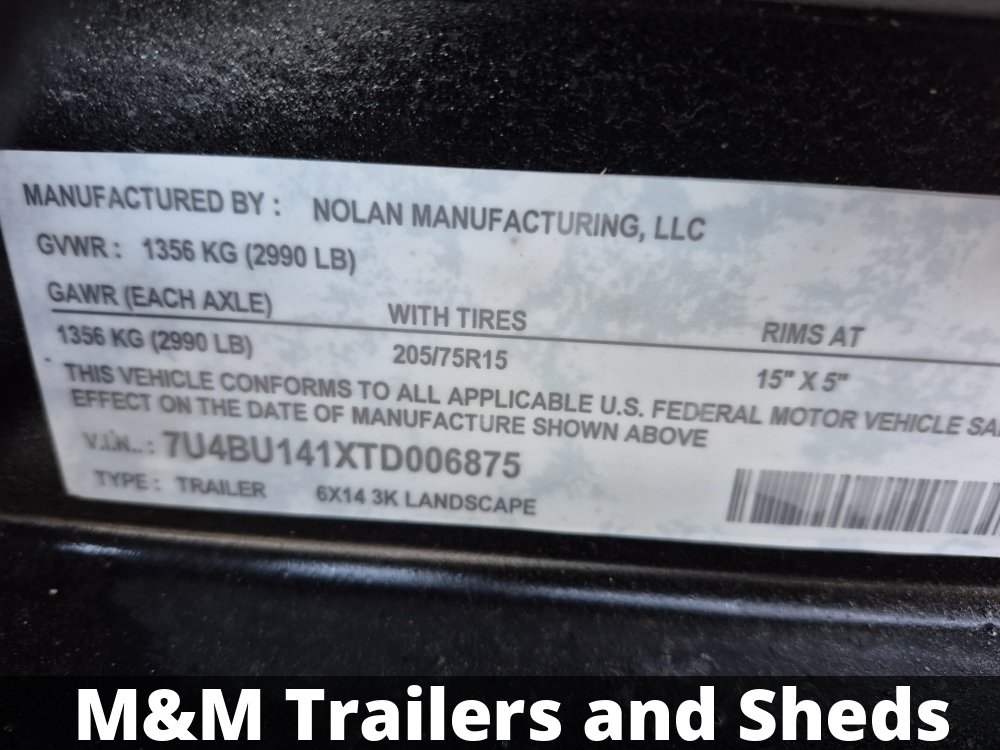 MANUFACTURED BY : NOLAN MANUFACTURING, LLC
GVWR : 1356 KG (2990 LB)
GAWR (EACH AXLE) WITH TIRES RIMS AT
1356 KG (2990 LB) 205/75R15 15" X 5"
THIS VEHICLE CONFORMS TO ALL APPLICABLE U.S. FEDERAL MOTOR VEHICLE
EFFECT ON THE DATE OF MANUFACTURE SHOWN ABOVE
V.I.N.. : 7U4BU141XTD006875
TYPE : TRAILER 6X14 3K LANDSCAPE
M&M Trailers and Sheds